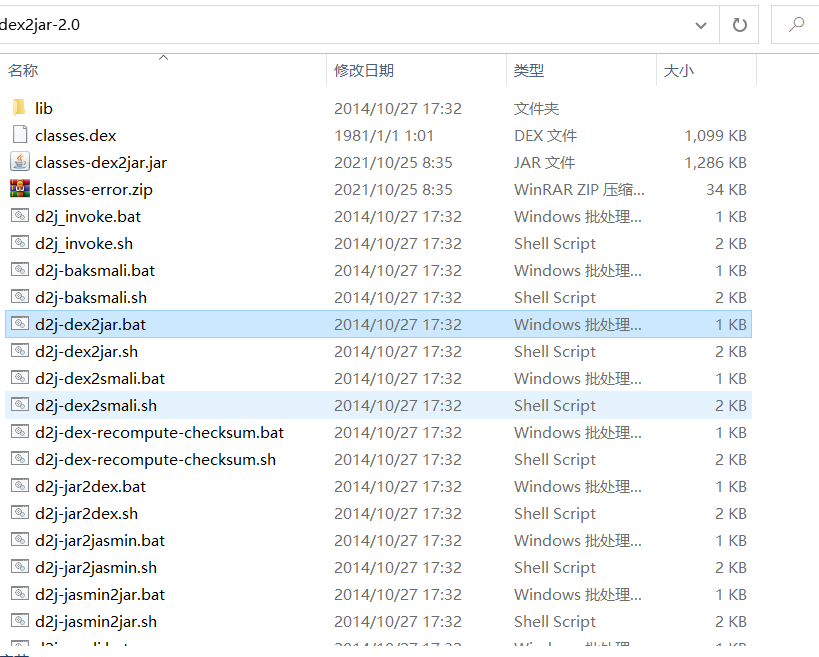 dex2jar-2.0
名称 修改日期 类型 大小
lib 2014/10/27 17:32 文件夹
classes.dex 1981/1/1 1:01 DEX 文件 1,099 KB
classes-dex2jar.jar 2021/10/25 8:35 JAR 文件 1,286 KB
classes-error.zip 2021/10/25 8:35 WinRAR ZIP 压缩... 34 KB
d2j_invoke.bat 2014/10/27 17:32 Windows 批处理... 1 KB
d2j_invoke.sh 2014/10/27 17:32 Shell Script 2 KB
d2j-baksmali.bat 2014/10/27 17:32 Windows 批处理... 1 KB
d2j-baksmali.sh 2014/10/27 17:32 Shell Script 2 KB
d2j-dex2jar.bat 2014/10/27 17:32 Windows 批处理... 1 KB
d2j-dex2jar.sh 2014/10/27 17:32 Shell Script 2 KB
d2j-dex2smali.bat 2014/10/27 17:32 Windows 批处理... 1 KB
d2j-dex2smali.sh 2014/10/27 17:32 Shell Script 2 KB
d2j-dex-recompute-checksum.bat 2014/10/27 17:32 Windows 批处理... 1 KB
d2j-dex-recompute-checksum.sh 2014/10/27 17:32 Shell Script 2 KB
d2j-jar2dex.bat 2014/10/27 17:32 Windows 批处理... 1 KB
d2j-jar2dex.sh 2014/10/27 17:32 Shell Script 2 KB
d2j-jar2jasmin.bat 2014/10/27 17:32 Windows 批处理... 1 KB
d2j-jar2jasmin.sh 2014/10/27 17:32 Shell Script 2 KB
d2j-jasmin2jar.bat 2014/10/27 17:32 Windows 批处理... 1 KB
d2j-jasmin2jar.sh 2014/10/27 17:32 Shell Script 2 KB